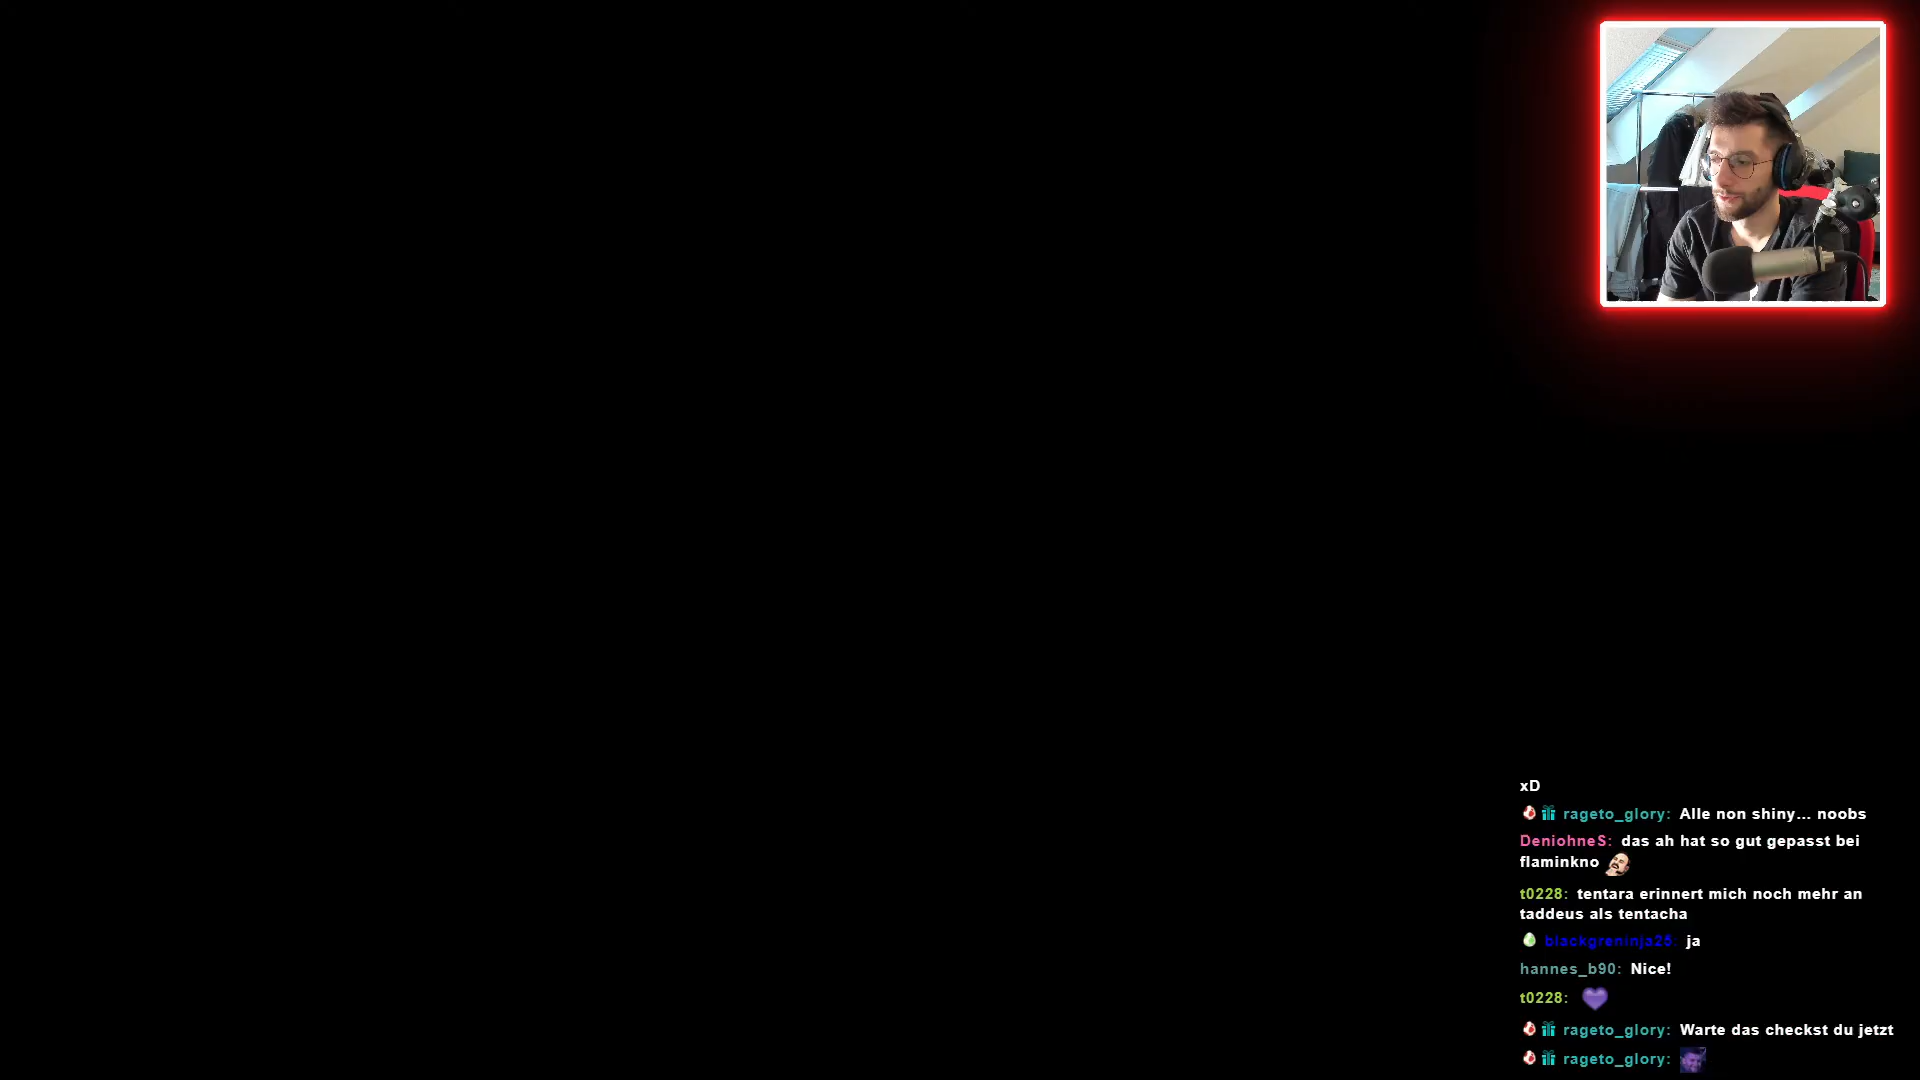 xD
rageto_glory: Alle non shiny... noobs
DeniohneS: das ah hat so gut gepasst bei
flaminkno
t0228: tentara erinnert mich noch mehr an
taddeus als tentacha
blackgreninja25: ja
hannes_b90: Nice!
t0228:
rageto_glory: Warte das checkst du jetzt
rageto_glory: